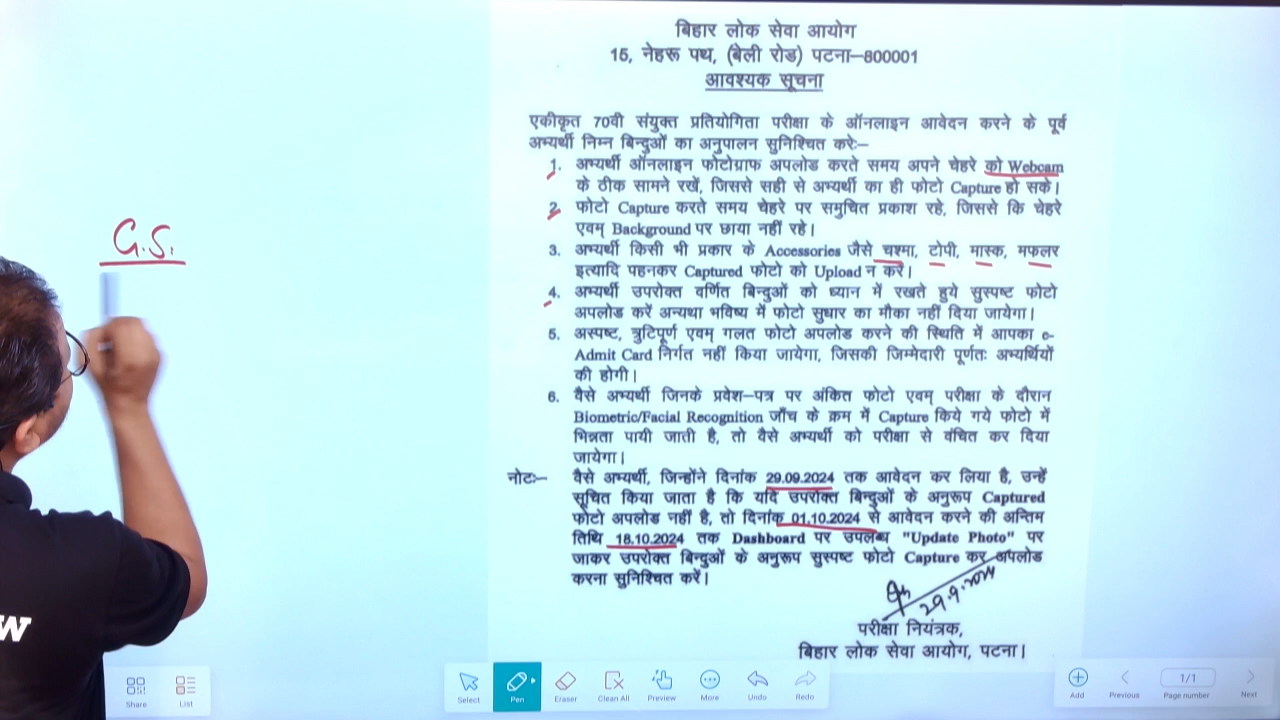 बिहार लोक सेवा आयोग
15, नेहरू पथ, (बेली रोड) पटना–800001
आवश्यक सूचना
एकीकृत 70वी संयुक्त प्रतियोगिता परीक्षा के ऑनलाइन आवेदन करने के पूर्व
अभ्यर्थी निम्न बिन्दुओं का अनुपालन सुनिश्चित करेः–
1. अभ्यर्थी ऑनलाइन फोटोग्राफ अपलोड करते समय अपने चेहरे को Webcam
के ठीक सामने रखें, जिससे सही से अभ्यर्थी का ही फोटो Capture हो सके।
2. फोटो Capture करते समय चेहरे पर समुचित प्रकाश रहे, जिससे कि चेहरे
एवम् Background पर छाया नहीं रहे।
3. अभ्यर्थी किसी भी प्रकार के Accessories जैसे चश्मा, टोपी, मास्क, मफलर
इत्यादि पहनकर Captured फोटो को Upload न करें।
4. अभ्यर्थी उपरोक्त वर्णित बिन्दुओं को ध्यान में रखते हुये सुस्पष्ट फोटो
अपलोड करें अन्यथा भविष्य में फोटो सुधार का मौका नहीं दिया जायेगा।
5. अस्पष्ट, त्रुटिपूर्ण एवम् गलत फोटो अपलोड करने की स्थिति में आपका e-
Admit Card निर्गत नहीं किया जायेगा, जिसकी जिम्मेदारी पूर्णतः अभ्यर्थियों
की होगी।
6. वैसे अभ्यर्थी जिनके प्रवेश–पत्र पर अंकित फोटो एवम् परीक्षा के दौरान
Biometric/Facial Recognition जाँच के क्रम में Capture किये गये फोटो में
भिन्नता पायी जाती है, तो वैसे अभ्यर्थी को परीक्षा से वंचित कर दिया
जायेगा।
नोटः– वैसे अभ्यर्थी, जिन्होंने दिनांक 29.09.2024 तक आवेदन कर लिया है, उन्हें
सूचित किया जाता है कि यदि उपरोक्त बिन्दुओं के अनुरूप Captured
फोटो अपलोड नहीं है, तो दिनांक 01.10.2024 से आवेदन करने की अन्तिम
तिथि 18.10.2024 तक Dashboard पर उपलब्ध "Update Photo" पर
जाकर उपरोक्त बिन्दुओं के अनुरूप सुस्पष्ट फोटो Capture कर अपलोड
करना सुनिश्चित करें।
29.9.2024
परीक्षा नियंत्रक,
बिहार लोक सेवा आयोग, पटना।
G.S.
W
Share List Select Pen Eraser Clean All Preview More Undo Redo Add Previous 1/1 Page number Next